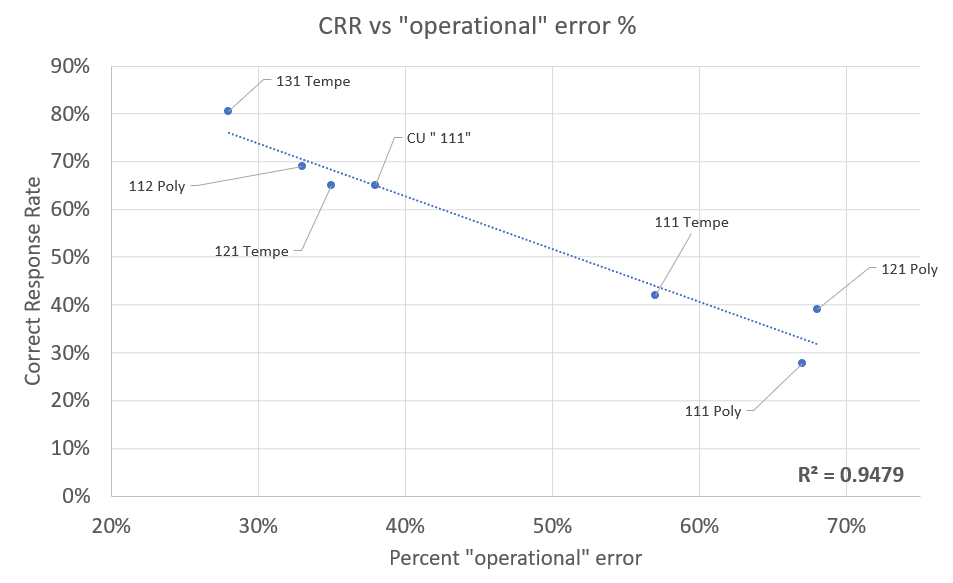 CRR vs "operational" error %
90%
80%
70%
60%
50%
40%
30%
20%
10%
0%
Correct Response Rate
131 Tempe
CU " 111"
112 Poly
121 Tempe
111 Tempe
121 Poly
111 Poly
R² = 0.9479
20%
30%
40%
50%
60%
70%
Percent "operational" error